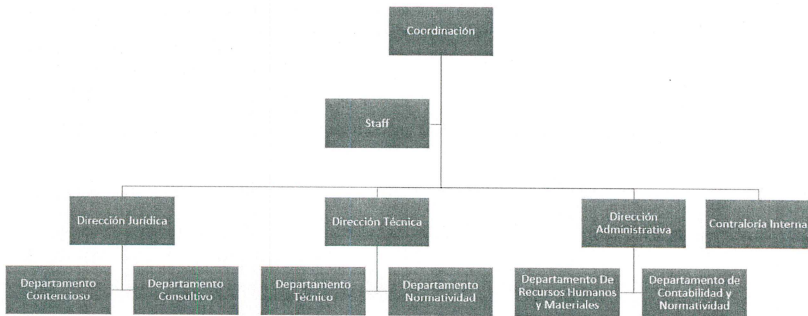 Coordinación
Staff
Dirección Jurídica
Dirección Técnica
Dirección
Administrativa
Contraloría Interna
Departamento
Contencioso
Departamento
Consultivo
Departamento
Técnico
Departamento
Normatividad
Departamento De
Recursos Humanos
y Materiales
Departamento de
Contabilidad y
Normatividad